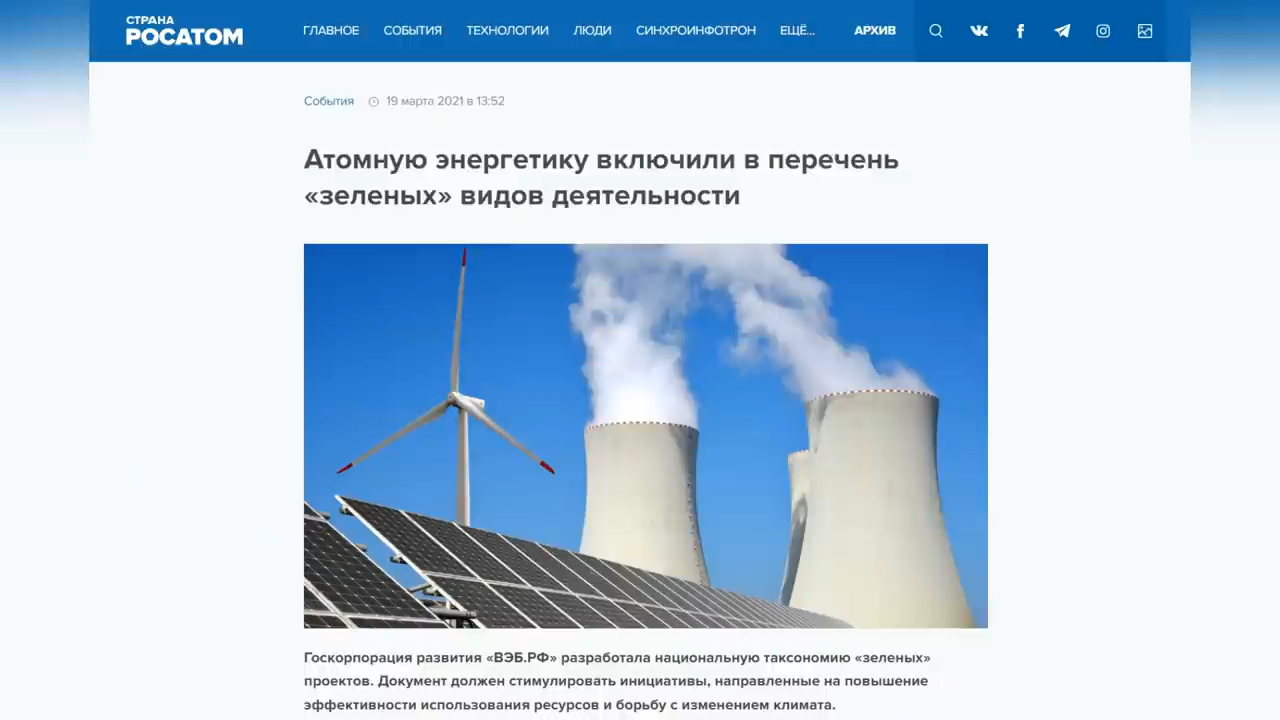 СТРАНА
РОСАТОМ
ГЛАВНОЕ СОБЫТИЯ ТЕХНОЛОГИИ ЛЮДИ СИНХРОИНФОТРОН ЕЩЁ... АРХИВ
События 19 марта 2021 в 13:52
Атомную энергетику включили в перечень
«зеленых» видов деятельности
Госкорпорация развития «ВЭБ.РФ» разработала национальную таксономию «зеленых»
проектов. Документ должен стимулировать инициативы, направленные на повышение
эффективности использования ресурсов и борьбу с изменением климата.